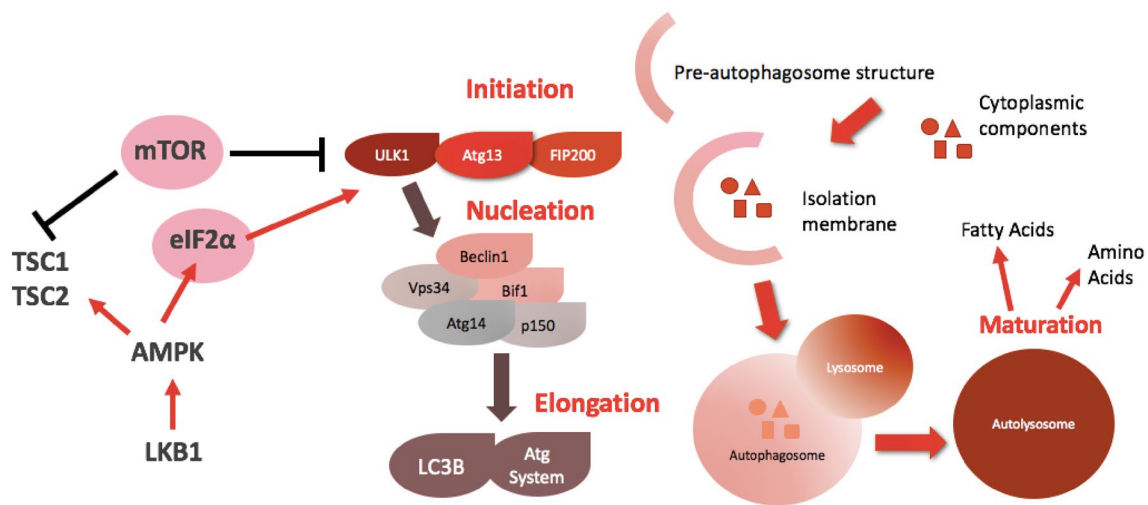 Initiation
mTOR
ULK1
Atg13
FIP200
Nucleation
eIF2α
TSC1
TSC2
Beclin1
Vps34
Bif1
Atg14
p150
AMPK
Elongation
LKB1
LC3B
Atg
System
Pre-autophagosome structure
Cytoplasmic
components
Isolation
membrane
Fatty Acids
Amino
Acids
Maturation
Lysosome
Autophagosome
Autolysosome